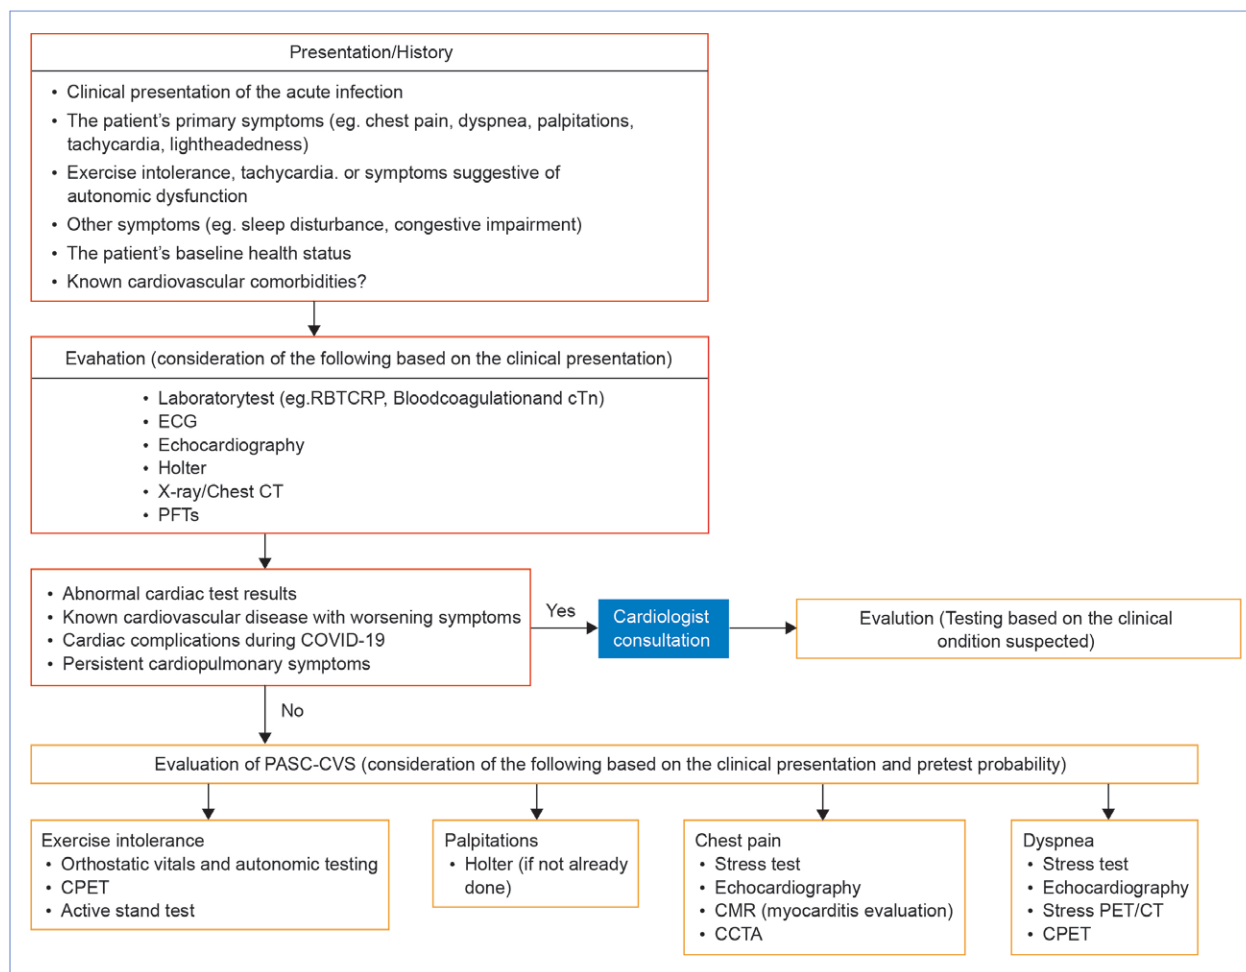 Presentation/History
• Clinical presentation of the acute infection
• The patient's primary symptoms (eg. chest pain, dyspnea, palpitations,
tachycardia, lightheadedness)
• Exercise intolerance, tachycardia. or symptoms suggestive of
autonomic dysfunction
• Other symptoms (eg. sleep disturbance, congestive impairment)
• The patient's baseline health status
• Known cardiovascular comorbidities?
Evahation (consideration of the following based on the clinical presentation)
• Laboratorytest (eg.RBTCRP, Bloodcoagulationand cTn)
• ECG
• Echocardiography
• Holter
• X-ray/Chest CT
• PFTs
• Abnormal cardiac test results
• Known cardiovascular disease with worsening symptoms
• Cardiac complications during COVID-19
• Persistent cardiopulmonary symptoms
Yes
Cardiologist
consultation
Evalution (Testing based on the clinical
ondition suspected)
No
Evaluation of PASC-CVS (consideration of the following based on the clinical presentation and pretest probability)
Exercise intolerance
• Orthostatic vitals and autonomic testing
• CPET
• Active stand test
Palpitations
• Holter (if not already
done)
Chest pain
• Stress test
• Echocardiography
• CMR (myocarditis evaluation)
• CCTA
Dyspnea
• Stress test
• Echocardiography
• Stress PET/CT
• CPET